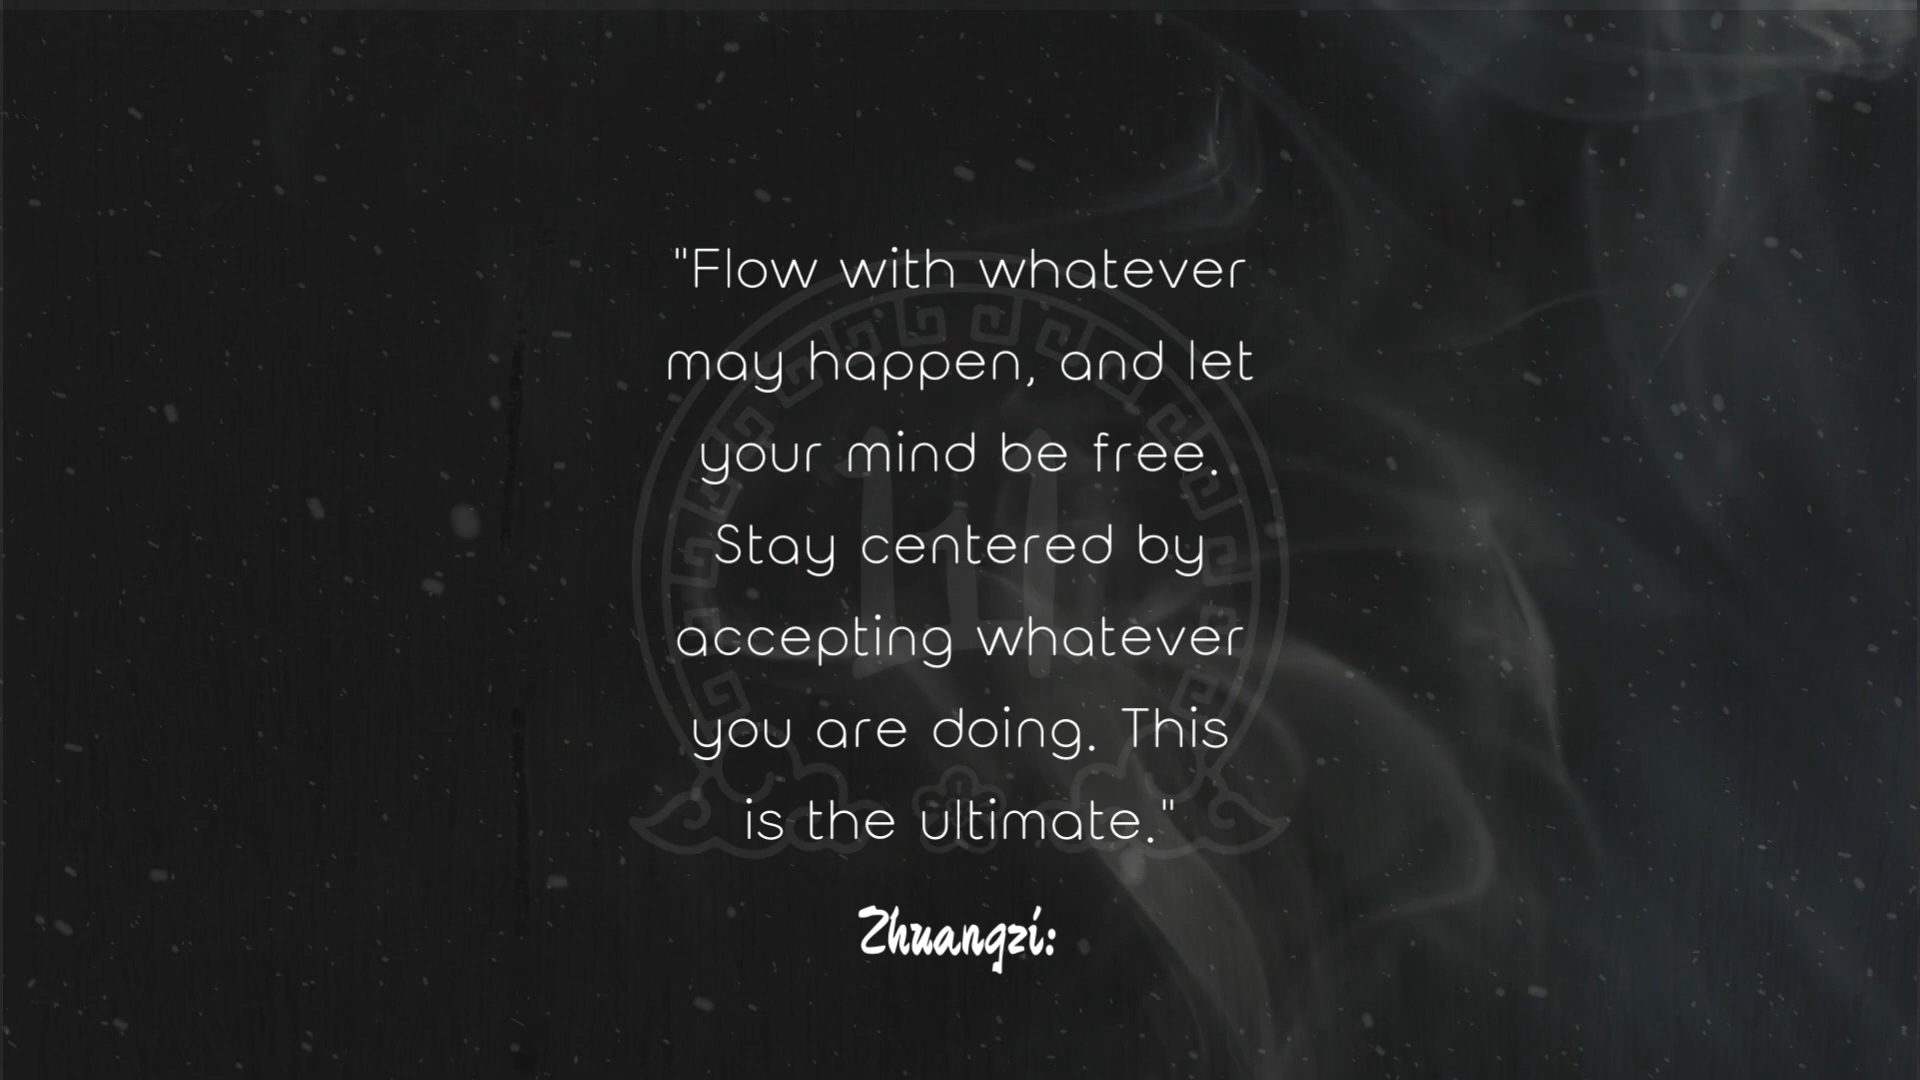 "Flow with whatever
may happen, and let
your mind be free.
Stay centered by
accepting whatever
you are doing. This
is the ultimate."
Zhuangzi: